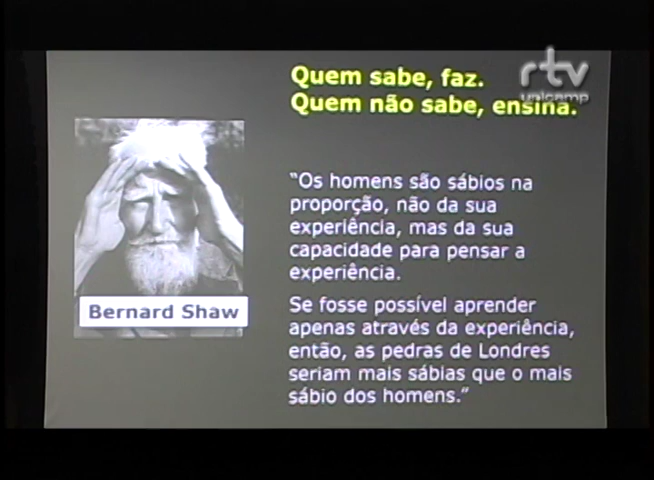 rtv
unicamp
Quem sabe, faz.
Quem não sabe, ensina.
"Os homens são sábios na
proporção, não da sua
experiência, mas da sua
capacidade para pensar a
experiência.
Se fosse possível aprender
apenas através da experiência,
então, as pedras de Londres
seriam mais sábias que o mais
sábio dos homens."
Bernard Shaw